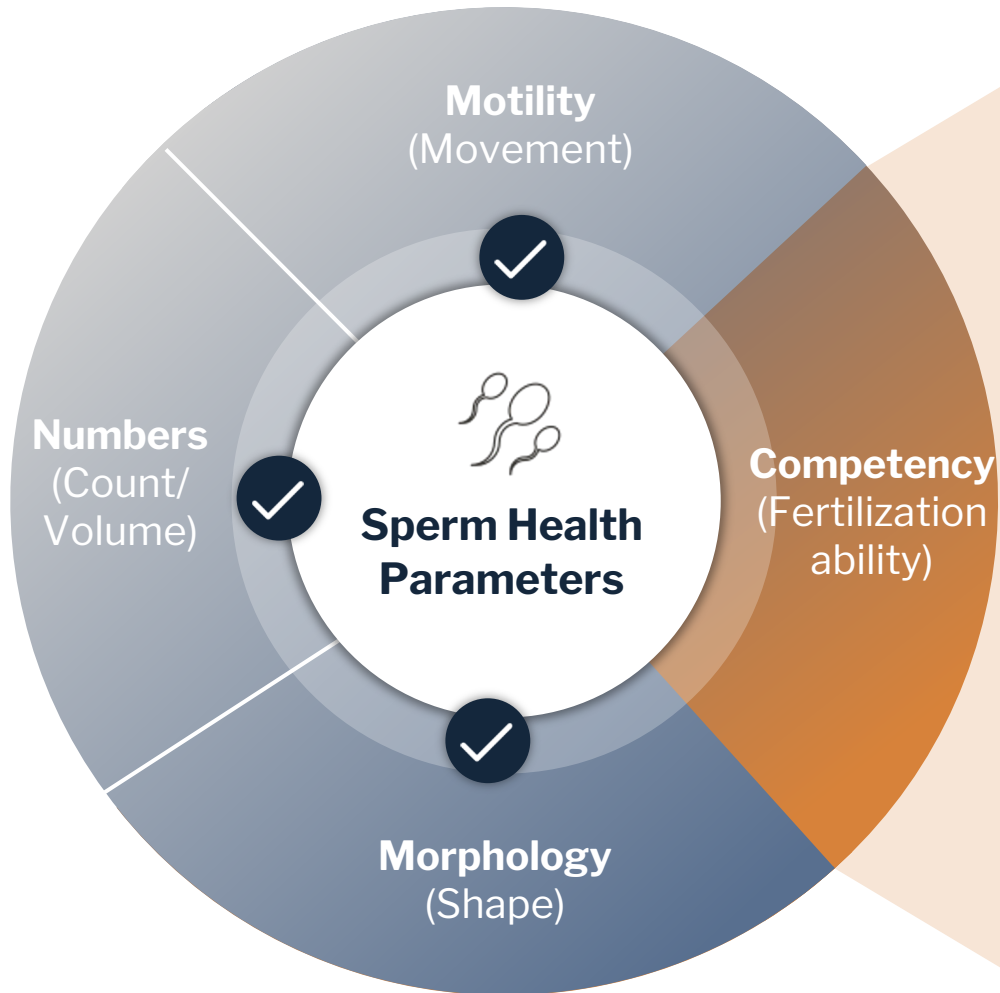 Motility
(Movement)
Numbers
(Count/
Volume)
Sperm Health
Parameters
Competency
(Fertilization
ability)
Morphology
(Shape)